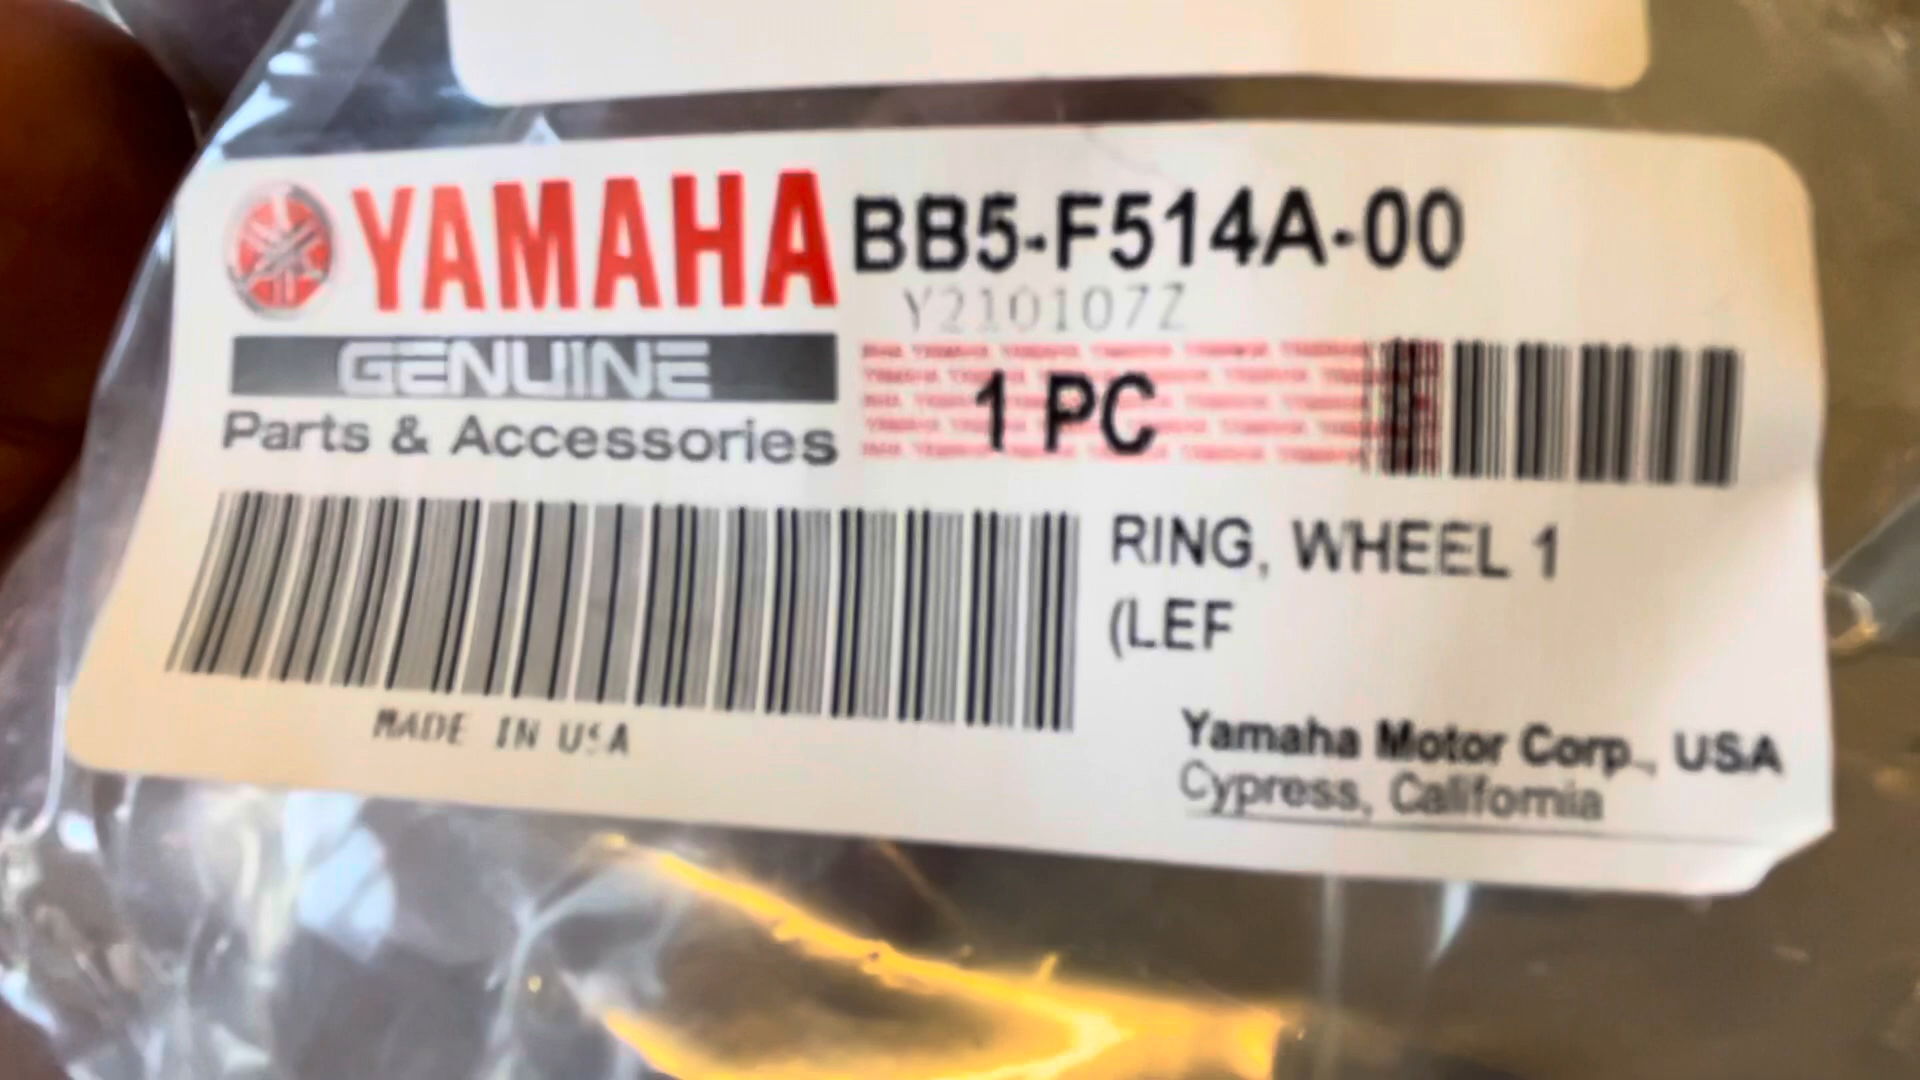 YAMAHA BB5-F514A-00
Y210107Z
GENUINE
Parts & Accessories
1 PC
RING, WHEEL 1
(LEF
MADE IN USA
Yamaha Motor Corp., USA
Cypress, California